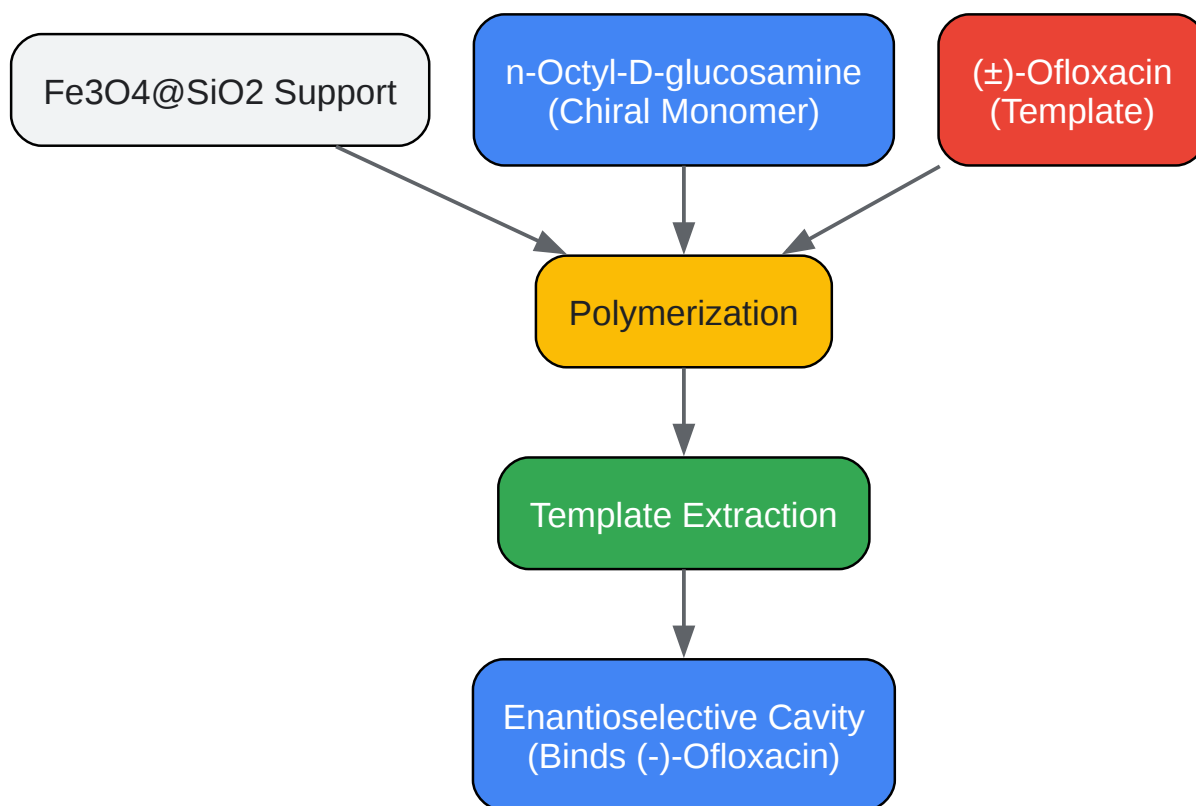 Fe3O4@SiO2 Support
n-Octyl-D-glucosamine
(Chiral Monomer)
(±)-Ofloxacin
(Template)
Polymerization
Template Extraction
Enantioselective Cavity
(Binds (-)-Ofloxacin)